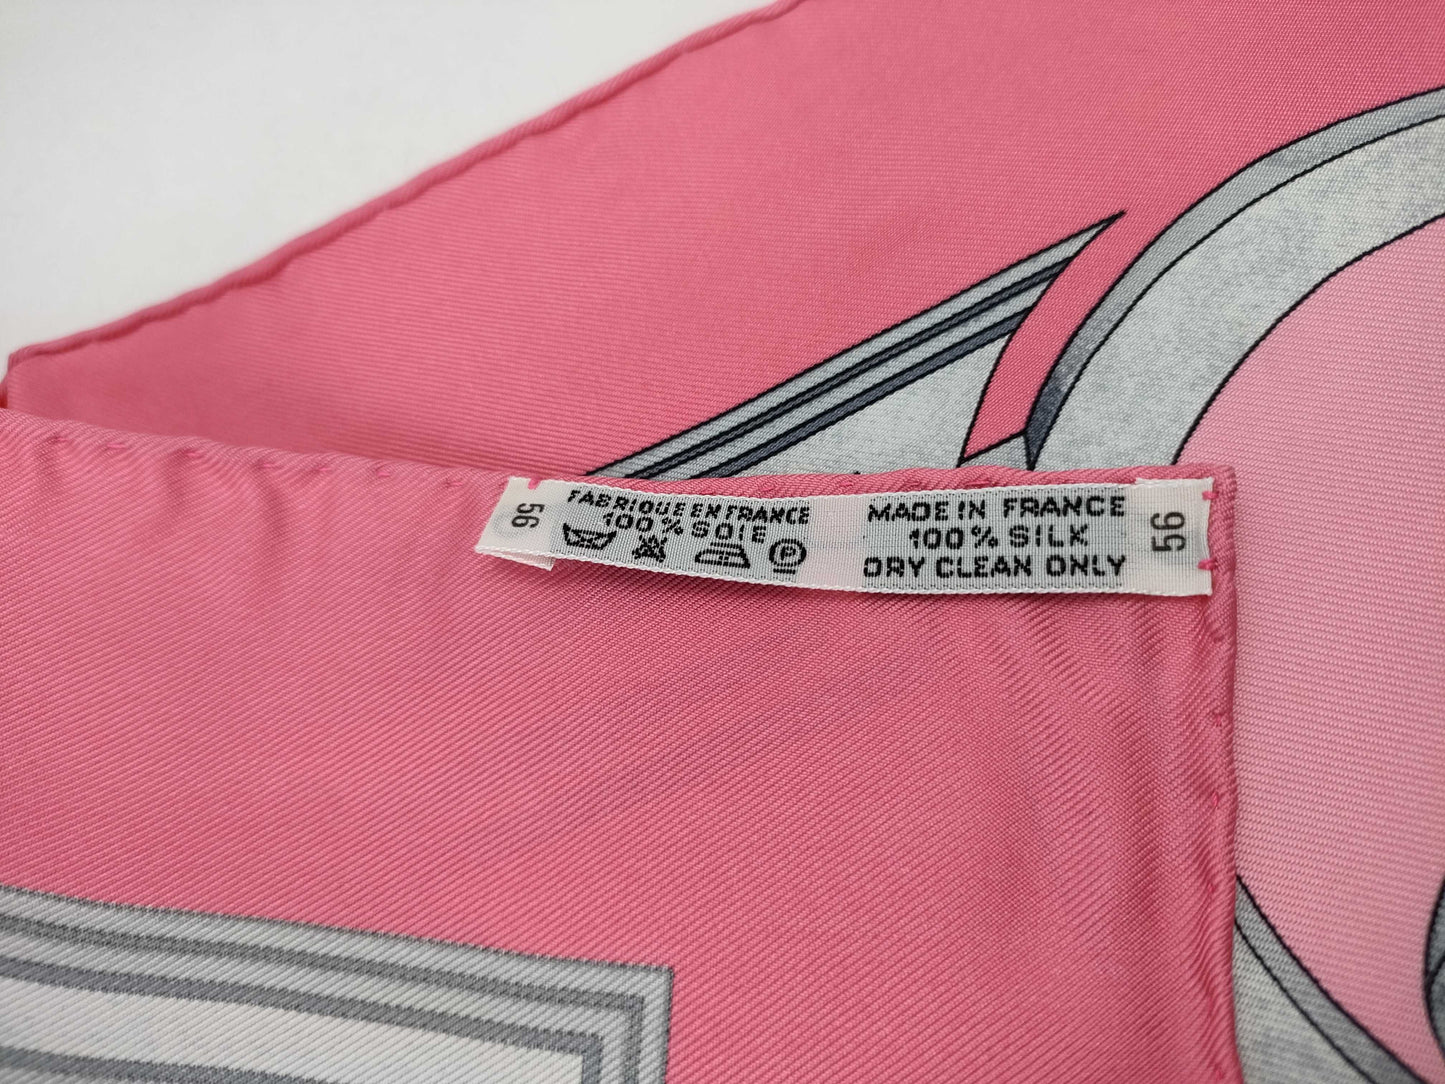 56
FABRIQUE EN FRANCE
100% SOIE
P
MADE IN FRANCE
100% SILK
DRY CLEAN ONLY
56